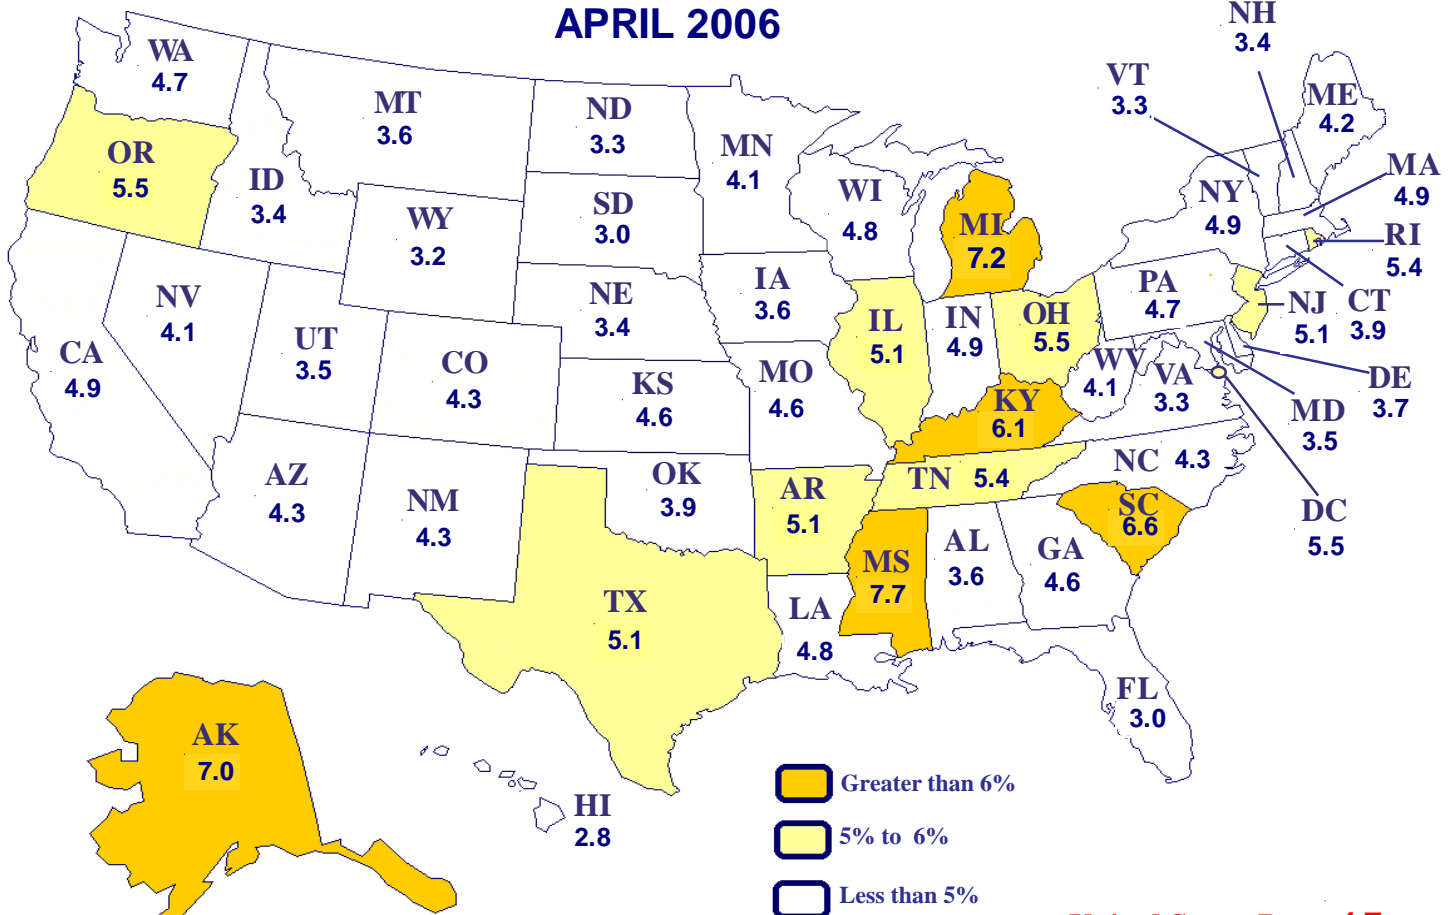 APRIL 2006
NH
3.4
WA
4.7
VT
3.3
MT
3.6
ND
3.3
ME
4.2
MN
4.1
OR
5.5
MA
4.9
ID
3.4
WI
4.8
NY
4.9
SD
3.0
WY
3.2
MI
7.2
RI
5.4
IA
3.6
PA
4.7
NE
3.4
NV
4.1
NJ
5.1
CT
3.9
IL
5.1
IN
4.9
OH
5.5
UT
3.5
CA
4.9
CO
4.3
WV
4.1
VA
3.3
DE
3.7
MO
4.6
KS
4.6
MD
3.5
KY
6.1
NC 4.3
TN 5.4
AZ
4.3
OK
3.9
NM
4.3
AR
5.1
SC
6.6
DC
5.5
AL
3.6
GA
4.6
MS
7.7
TX
5.1
LA
4.8
FL
3.0
AK
7.0
HI
2.8
Greater than 6%
5% to 6%
Less than 5%